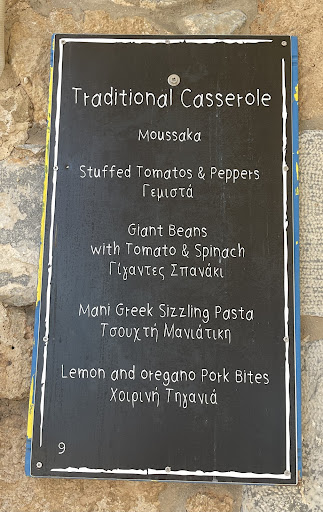 Traditional Casserole
Moussaka
Stuffed Tomatos & Peppers
Γεμιστά
Giant Beans
with Tomato & Spinach
Γίγαντες Σπανάκι
Mani Greek Sizzling Pasta
Τσουχτή Μανιάτικη
Lemon and oregano Pork Bites
Χοιρινή Τηγανιά
9